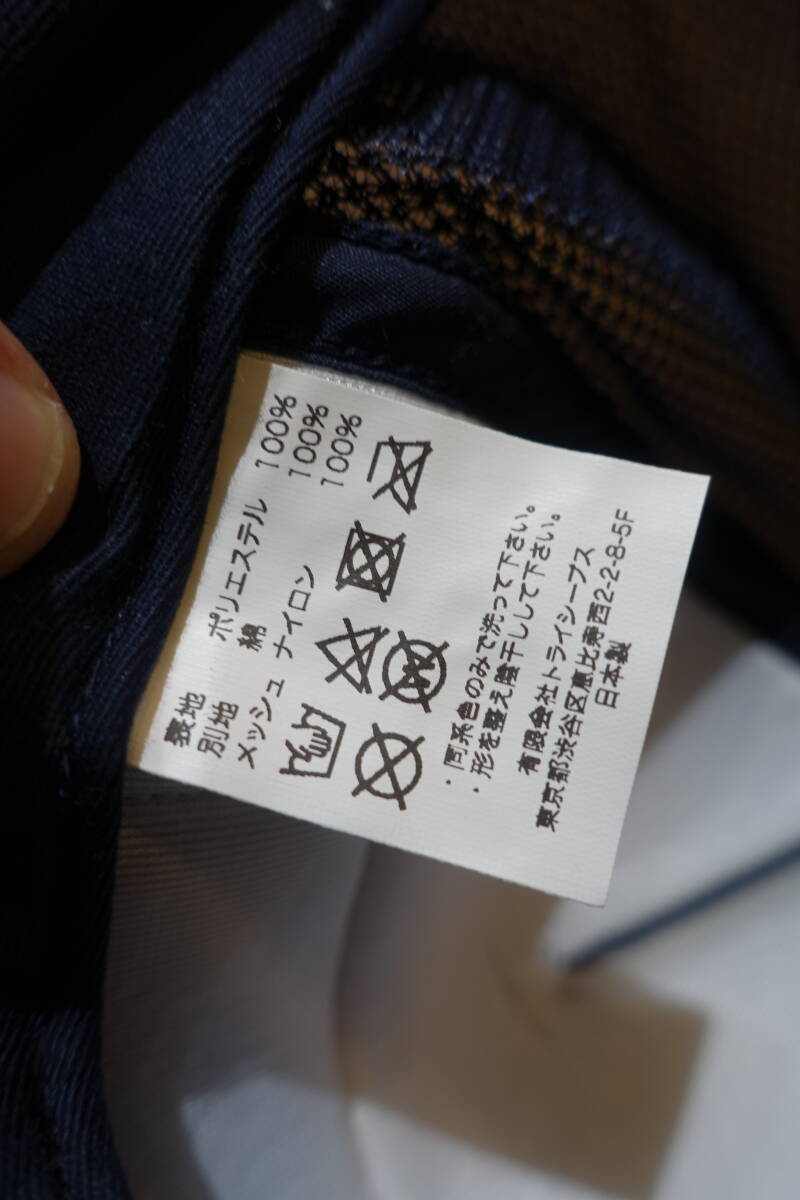 表地 ポリエステル 100%
別地 綿 100%
メッシュ ナイロン 100%
W
・同系色のみで洗って下さい。
・形を整え陰干しして下さい。
有限会社トライシープス
東京都渋谷区恵比寿西2-2-8-5F
日本製